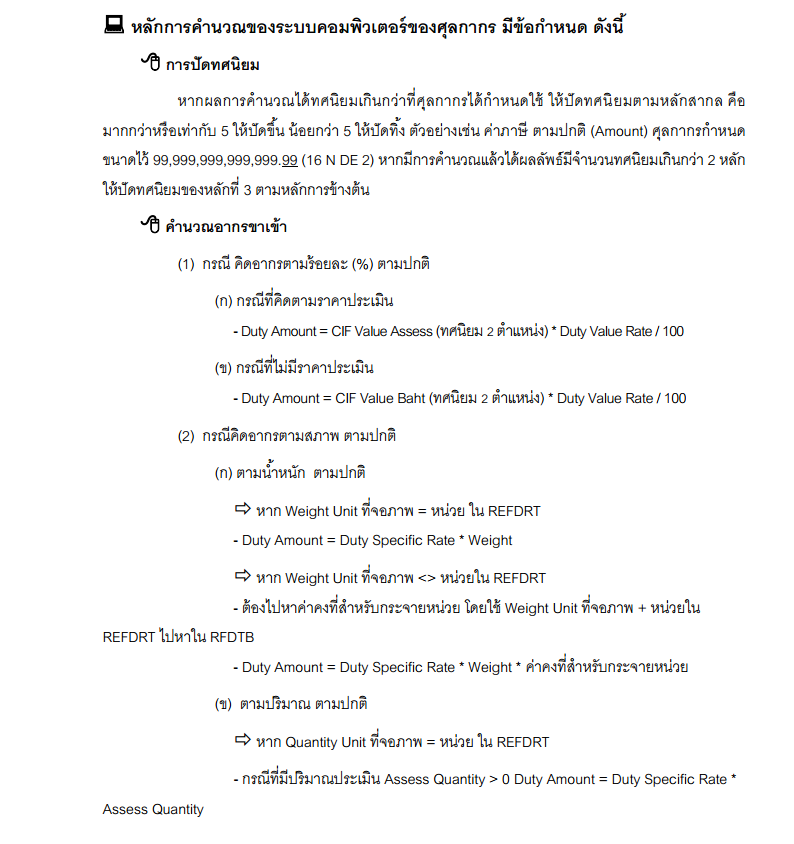 หลักการคำนวณของระบบคอมพิวเตอร์ของศุลกากร มีข้อกำหนด ดังนี้
การปัดทศนิยม
หากผลการคำนวณได้ทศนิยมเกินกว่าที่ศุลกากรได้กำหนดใช้ ให้ปัดทศนิยมตามหลักสากล คือ
มากกว่าหรือเท่ากับ 5 ให้ปัดขึ้น น้อยกว่า 5 ให้ปัดทิ้ง ตัวอย่างเช่น ค่าภาษี ตามปกติ (Amount) ศุลกากรกำหนด
ขนาดไว้ 99,999,999,999,999.99 (16 N DE 2) หากมีการคำนวณแล้วได้ผลลัพธ์มีจำนวนทศนิยมเกินกว่า 2 หลัก
ให้ปัดทศนิยมของหลักที่ 3 ตามหลักการข้างต้น
คำนวณอากรขาเข้า
(1) กรณี คิดอากรตามร้อยละ (%) ตามปกติ
(ก) กรณีที่คิดตามราคาประเมิน
- Duty Amount = CIF Value Assess (ทศนิยม 2 ตำแหน่ง) * Duty Value Rate / 100
(ข) กรณีที่ไม่มีราคาประเมิน
- Duty Amount = CIF Value Baht (ทศนิยม 2 ตำแหน่ง) * Duty Value Rate / 100
(2) กรณีคิดอากรตามสภาพ ตามปกติ
(ก) ตามน้ำหนัก ตามปกติ
⇨ หาก Weight Unit ที่จอภาพ = หน่วย ใน REFDRT
- Duty Amount = Duty Specific Rate * Weight
⇨ หาก Weight Unit ที่จอภาพ <> หน่วยใน REFDRT
- ต้องไปหาค่าคงที่สำหรับกระจายหน่วย โดยใช้ Weight Unit ที่จอภาพ + หน่วยใน
REFDRT ไปหาใน RFDTB
- Duty Amount = Duty Specific Rate * Weight * ค่าคงที่สำหรับกระจายหน่วย
(ข) ตามปริมาณ ตามปกติ
⇨ หาก Quantity Unit ที่จอภาพ = หน่วย ใน REFDRT
- กรณีที่มีปริมาณประเมิน Assess Quantity > 0 Duty Amount = Duty Specific Rate *
Assess Quantity